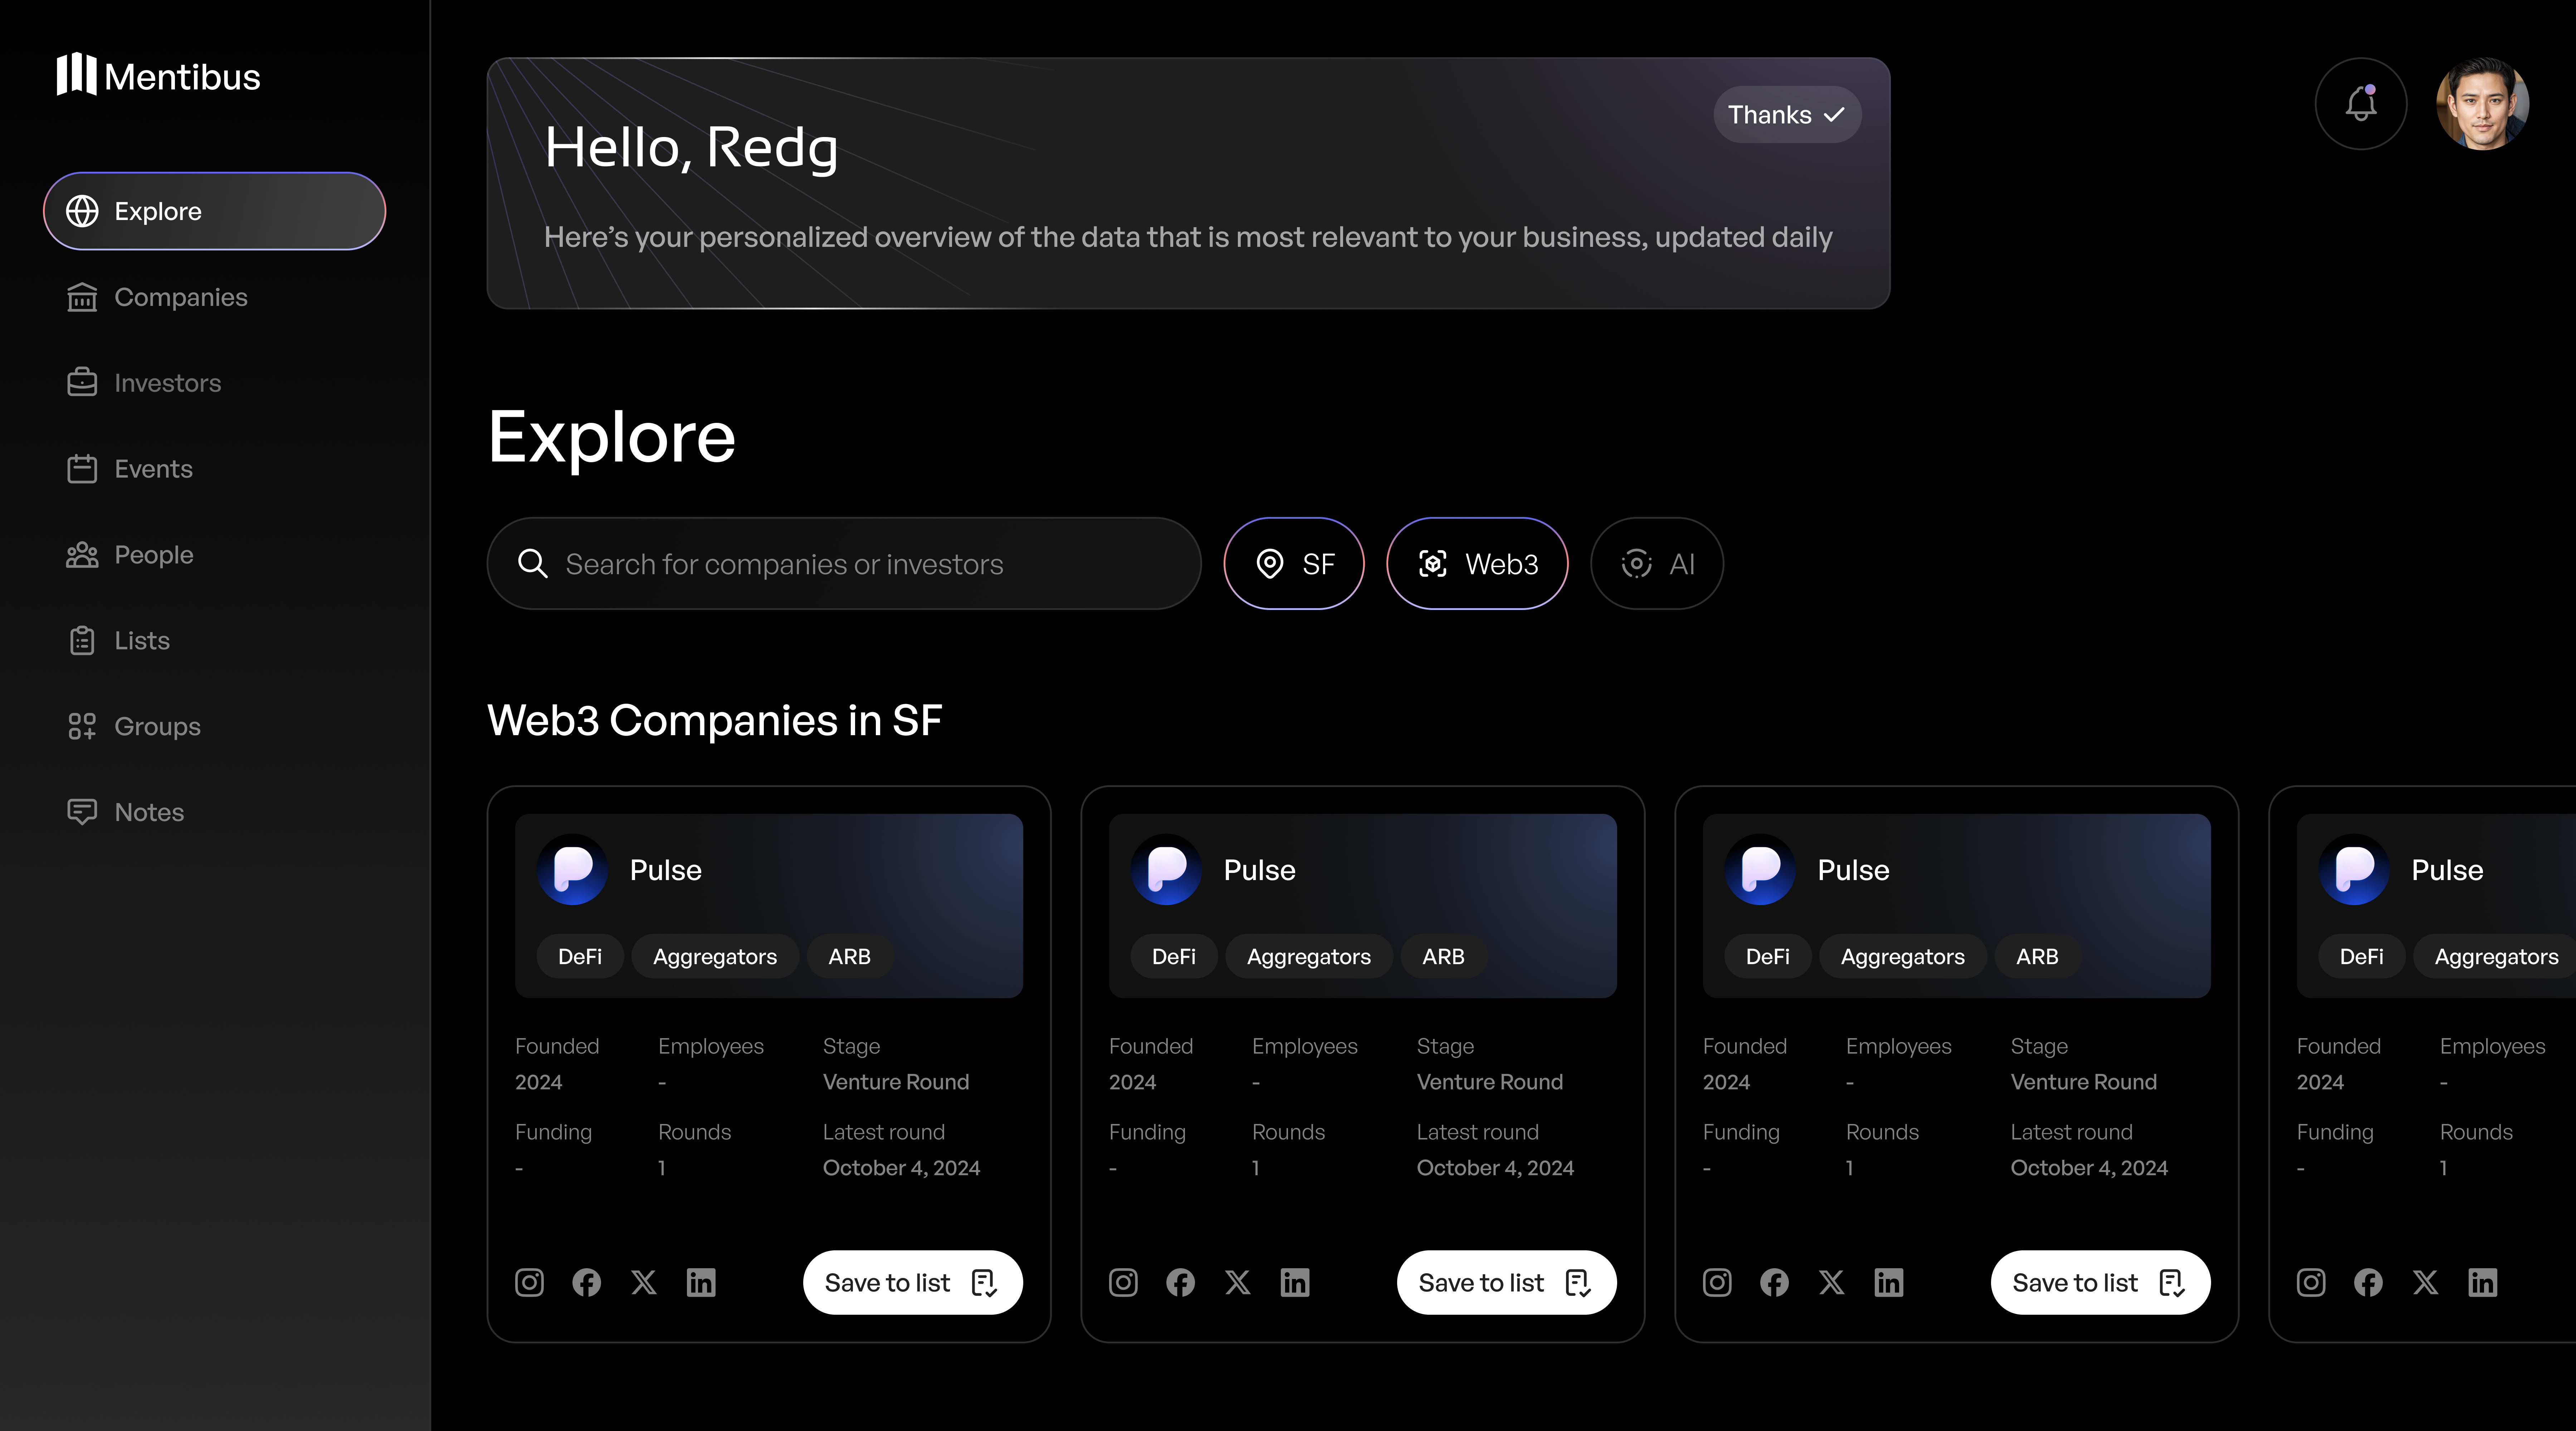 Mentibus
Explore
Companies
Investors
Events
People
Lists
Groups
Notes
Hello, Redg
Thanks
Here’s your personalized overview of the data that is most relevant to your business, updated daily
Explore
Search for companies or investors
SF
Web3
AI
Web3 Companies in SF
Pulse
DeFi Aggregators ARB
Founded Employees Stage
2024 - Venture Round
Funding Rounds Latest round
- 1 October 4, 2024
Save to list
Pulse
DeFi Aggregators ARB
Founded Employees Stage
2024 - Venture Round
Funding Rounds Latest round
- 1 October 4, 2024
Save to list
Pulse
DeFi Aggregators ARB
Founded Employees Stage
2024 - Venture Round
Funding Rounds Latest round
- 1 October 4, 2024
Save to list
Pulse
DeFi Aggregators
Founded Employees
2024 -
Funding Rounds
- 1